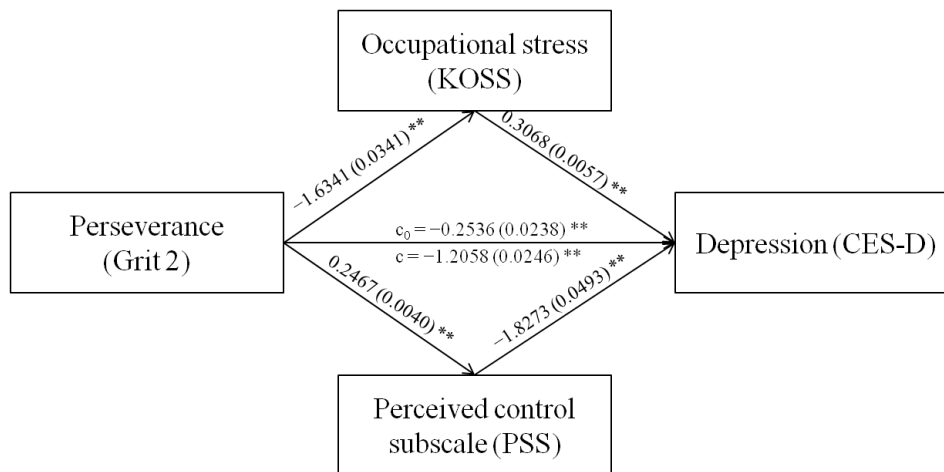 Occupational stress
(KOSS)
−1.6341 (0.0341) **
0.3068 (0.0057) **
Perseverance
(Grit 2)
c₀ = −0.2536 (0.0238) **
c = −1.2058 (0.0246) **
Depression (CES-D)
0.2467 (0.0040) **
−1.8273 (0.0493) **
Perceived control
subscale (PSS)